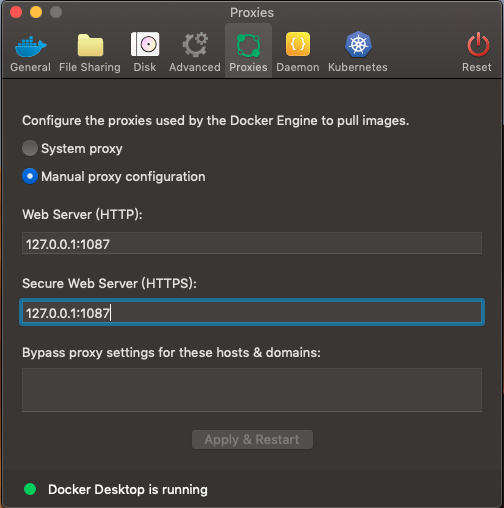 Proxies
General File Sharing Disk Advanced Proxies Daemon Kubernetes Reset
Configure the proxies used by the Docker Engine to pull images.
System proxy
Manual proxy configuration
Web Server (HTTP):
127.0.0.1:1087
Secure Web Server (HTTPS):
127.0.0.1:1087
Bypass proxy settings for these hosts & domains:
Apply & Restart
Docker Desktop is running